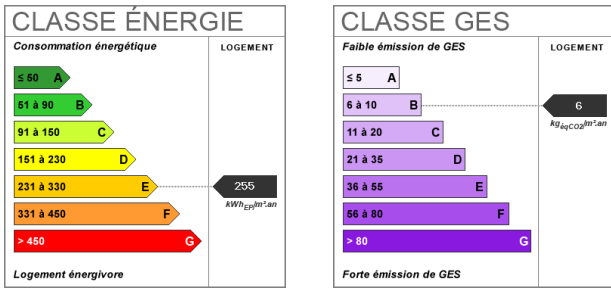 CLASSE ÉNERGIE
Consommation énergétique
LOGEMENT
≤ 50 A
51 à 90 B
91 à 150 C
151 à 230 D
231 à 330 E
255
kWhEP/m².an
331 à 450 F
> 450 G
Logement énergivore
CLASSE GES
Faible émission de GES
LOGEMENT
≤ 5 A
6 à 10 B
6
kgéqCO2/m².an
11 à 20 C
21 à 35 D
36 à 55 E
56 à 80 F
> 80 G
Forte émission de GES